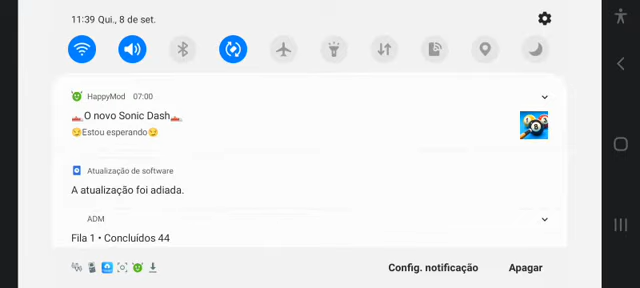 11:39 Qui., 8 de set.
HappyMod 07:00
👟O novo Sonic Dash👟
😏Estou esperando😏
Atualização de software
A atualização foi adiada.
ADM
Fila 1 • Concluídos 44
Config. notificação Apagar